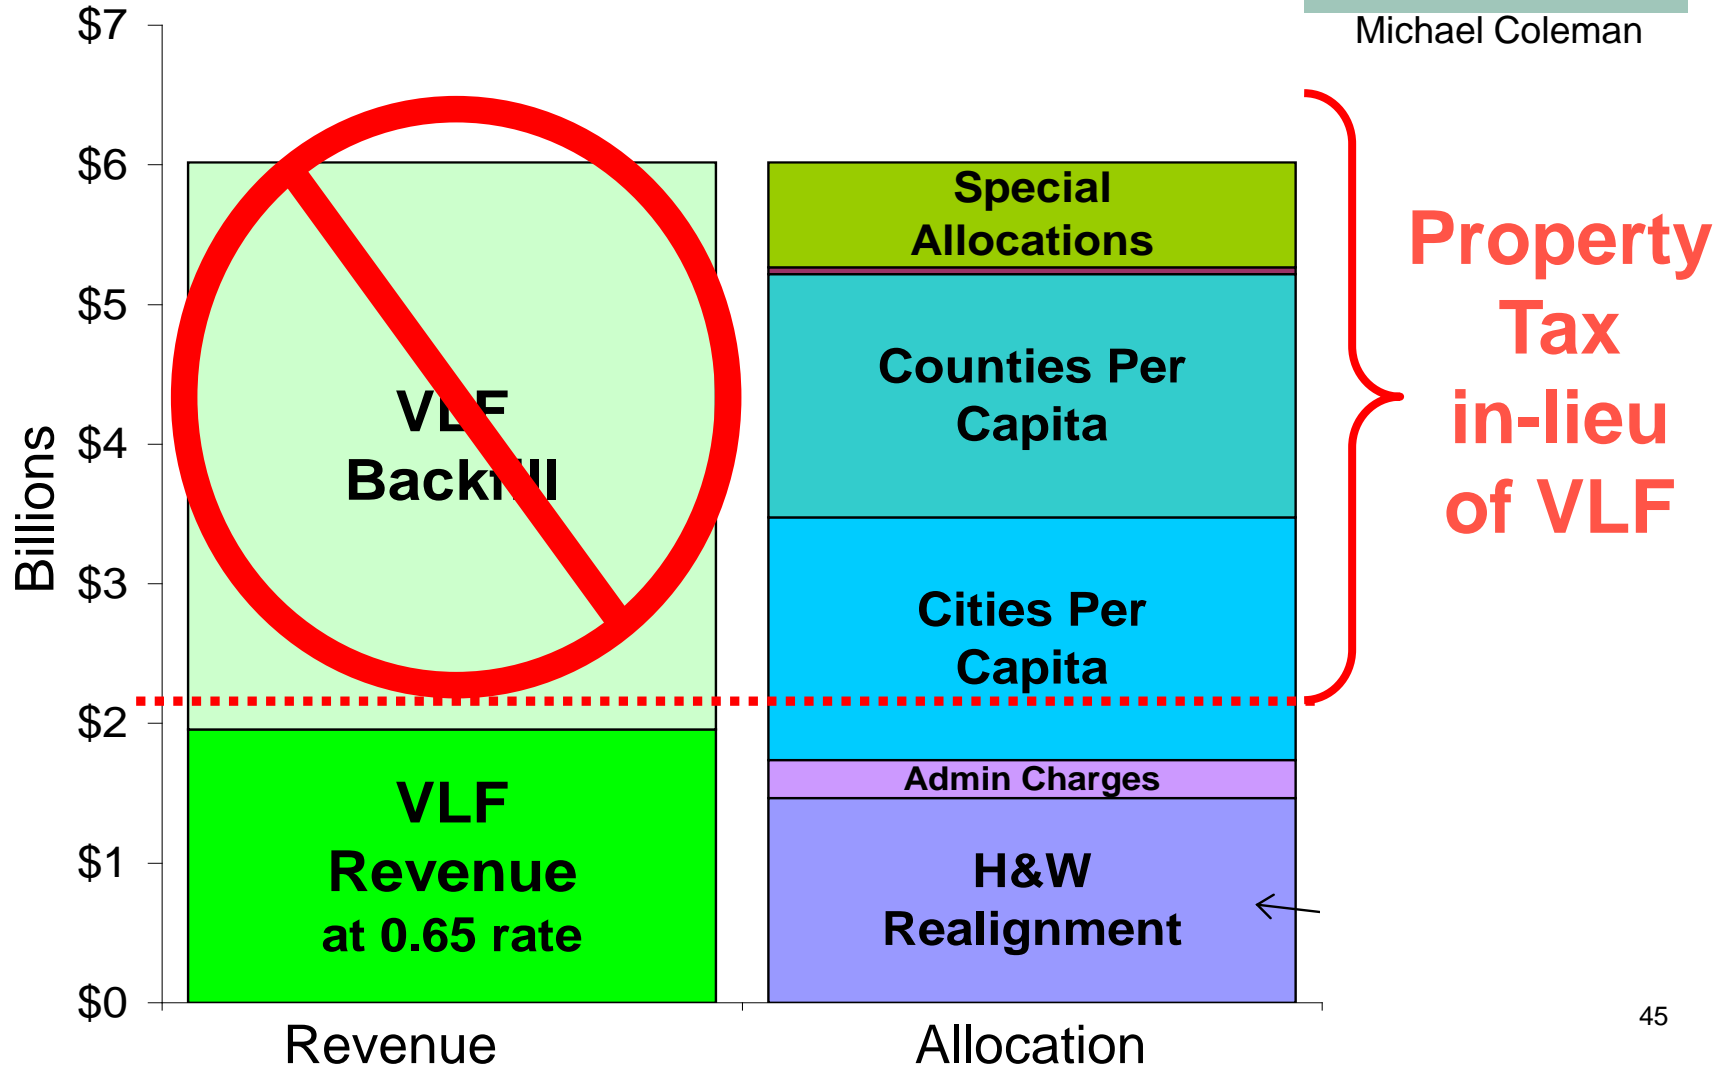 Michael Coleman
$7
$6
$5
$4
$3
$2
$1
$0
Billions
VLF
Backfill
VLF
Revenue
at 0.65 rate
Special
Allocations
Counties Per
Capita
Cities Per
Capita
Admin Charges
H&W
Realignment
Property
Tax
in-lieu
of VLF
Revenue
Allocation
45